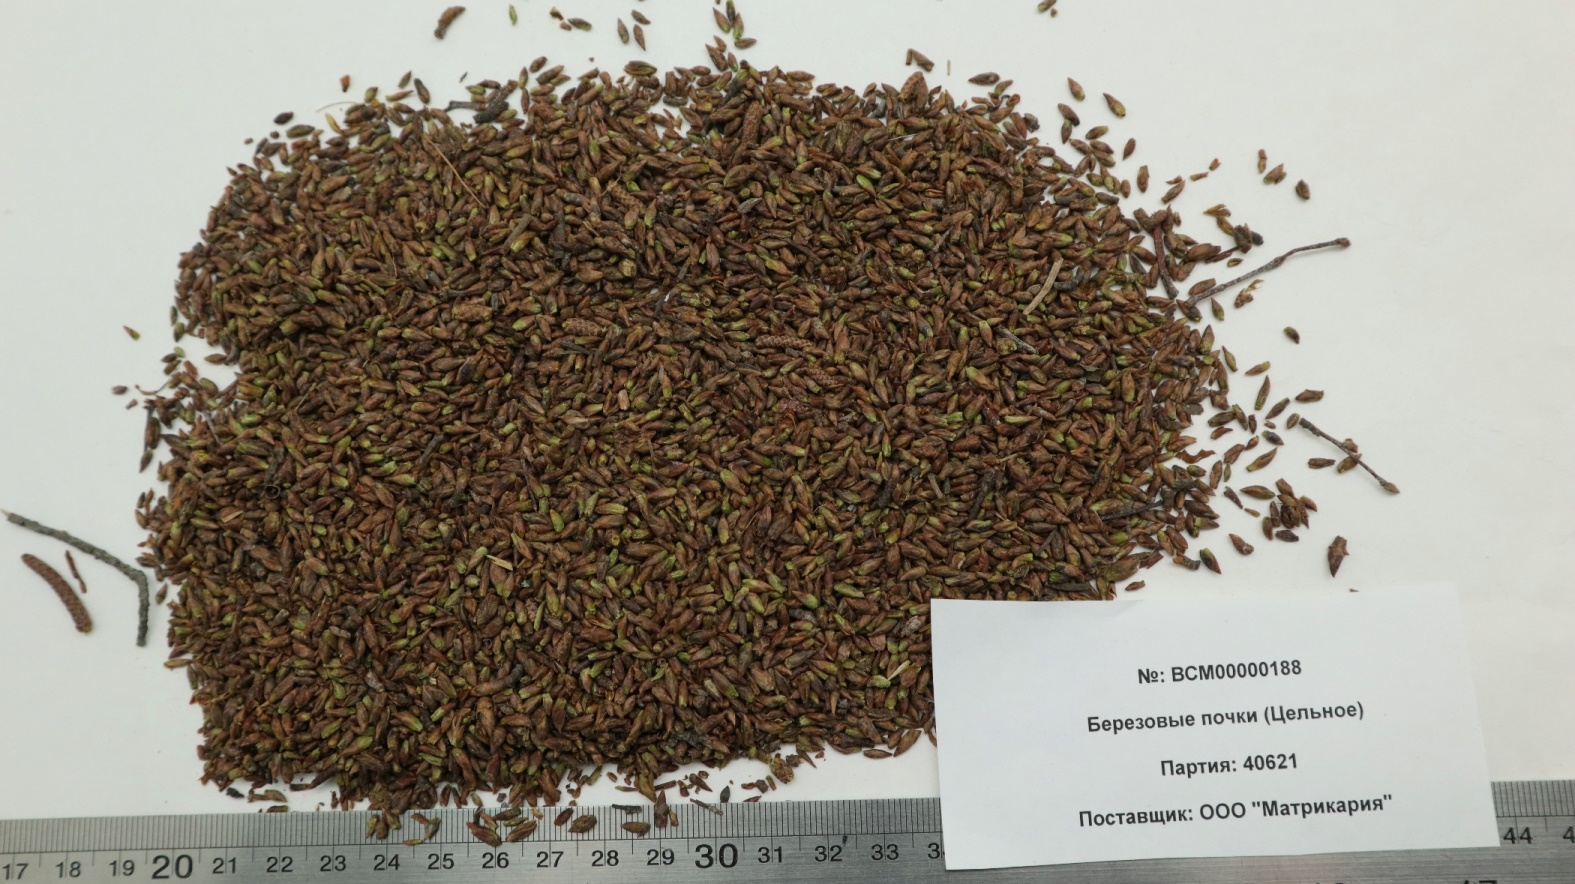 №: BCM00000188
Березовые почки (Цельное)
Партия: 40621
Поставщик: ООО "Матрикария"
17 18 19 20 21 22 23 24 25 26 27 28 29 30 31 32 33 44